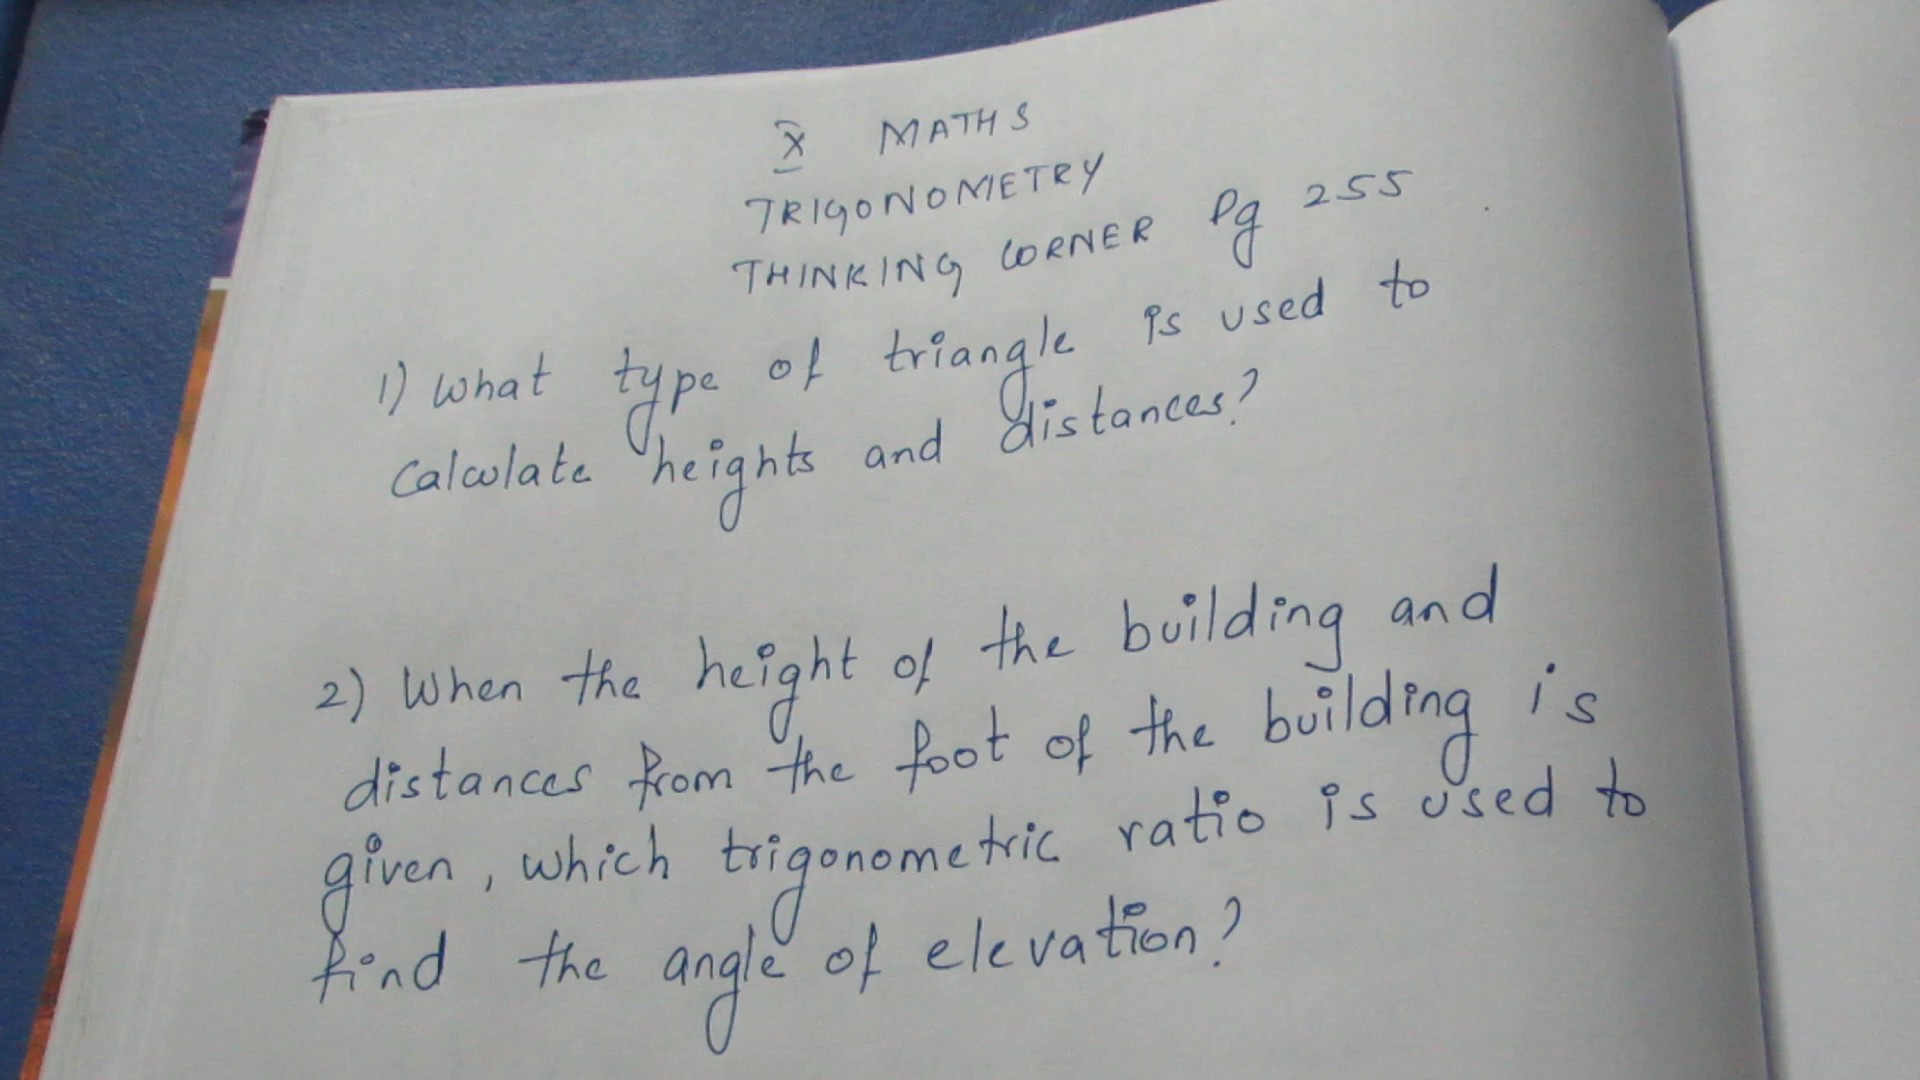 X MATHS
TRIGONOMETRY
THINKING CORNER Pg 255
1) What type of triangle is used to
Calculate heights and distances?
2) When the height of the building and
distances from the foot of the building is
given, which trigonometric ratio is used to
find the angle of elevation?